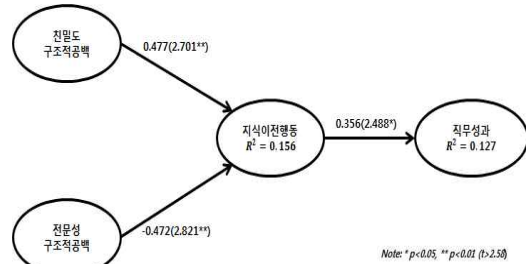 친밀도
구조적공백
0.477(2.701**)
지식이전행동
R² = 0.156
0.356(2.488*)
직무성과
R² = 0.127
-0.472(2.821**)
전문성
구조적공백
Note: * p<0.05, ** p<0.01 (t>2.58)